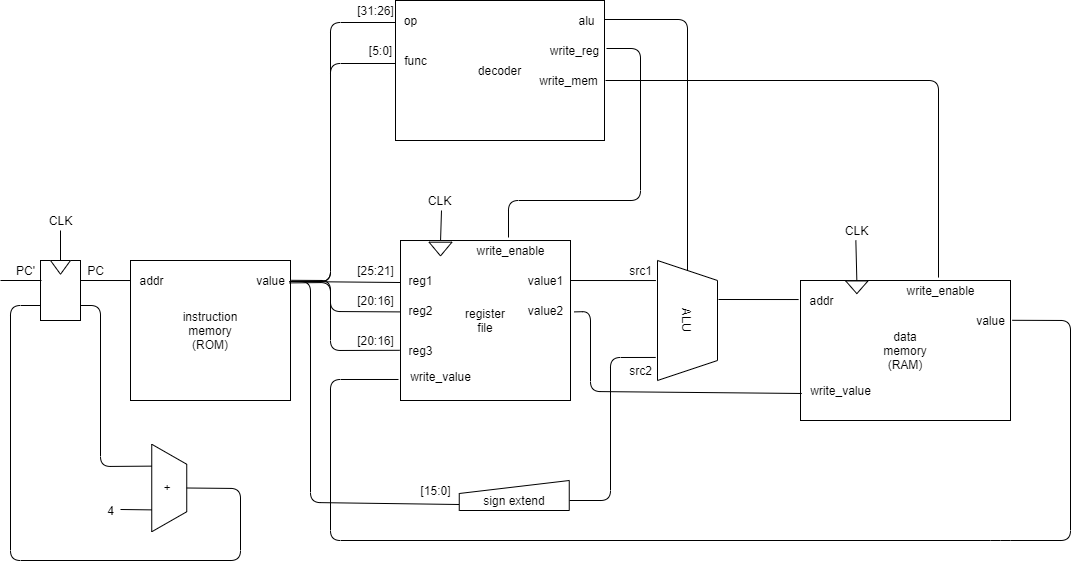 [31:26]
op
alu
[5:0]
func
write_reg
decoder
write_mem
CLK
CLK
CLK
write_enable
PC'
PC
addr
value
[25:21]
reg1
value1
src1
write_enable
[20:16]
reg2
value2
addr
instruction
memory
(ROM)
register
file
ALU
value
[20:16]
reg3
data
memory
(RAM)
write_value
src2
write_value
+
4
[15:0]
sign extend